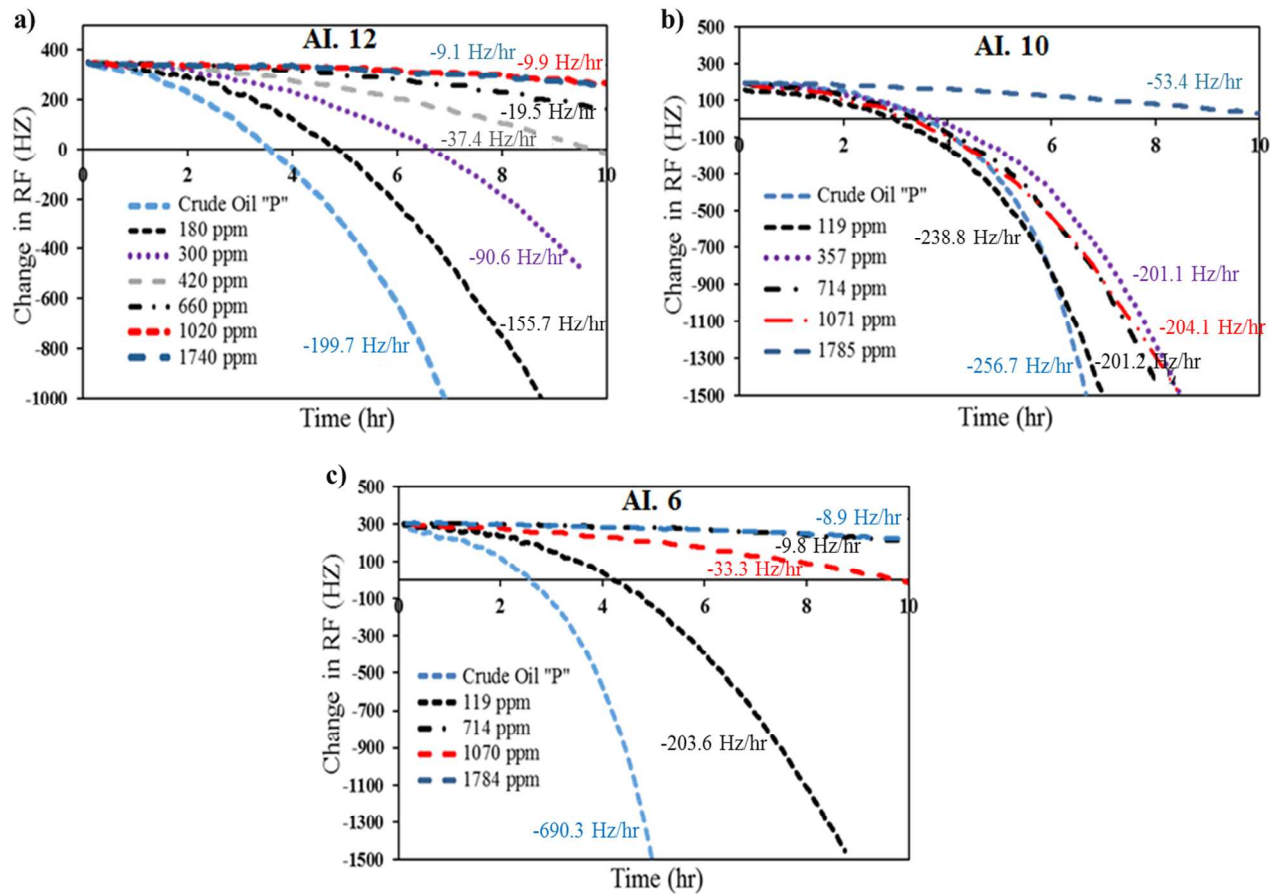 a)
AI. 12
Change in RF (HZ)
400
200
0
-200
-400
-600
-800
-1000
0 2 4 6 8 10
Time (hr)
-9.1 Hz/hr
-9.9 Hz/hr
-19.5 Hz/hr
-37.4 Hz/hr
-90.6 Hz/hr
-155.7 Hz/hr
-199.7 Hz/hr
Crude Oil "P"
180 ppm
300 ppm
420 ppm
660 ppm
1020 ppm
1740 ppm
b)
AI. 10
Change in RF (HZ)
500
300
100
-100
-300
-500
-700
-900
-1100
-1300
-1500
0 2 4 6 8 10
Time (hr)
-53.4 Hz/hr
-238.8 Hz/hr
-201.1 Hz/hr
-204.1 Hz/hr
-201.2 Hz/hr
-256.7 Hz/hr
Crude Oil "P"
119 ppm
357 ppm
714 ppm
1071 ppm
1785 ppm
c)
AI. 6
Change in RF (HZ)
500
300
100
-100
-300
-500
-700
-900
-1100
-1300
-1500
0 2 4 6 8 10
Time (hr)
-8.9 Hz/hr
-9.8 Hz/hr
-33.3 Hz/hr
-203.6 Hz/hr
-690.3 Hz/hr
Crude Oil "P"
119 ppm
714 ppm
1070 ppm
1784 ppm